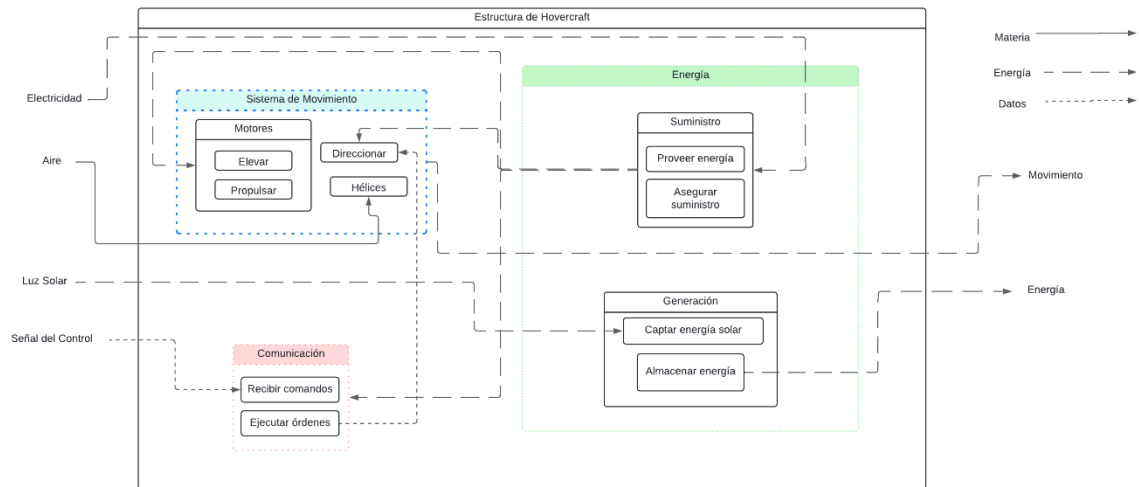 Estructura de Hovercraft
Materia
Energía
Energía
Electricidad
Sistema de Movimiento
Datos
Motores
Suministro
Aire
Elevar
Direccionar
Proveer energía
Movimiento
Propulsar
Hélices
Asegurar
suministro
Luz Solar
Energía
Generación
Señal del Control
Captar energía solar
Comunicación
Almacenar energía
Recibir comandos
Ejecutar órdenes